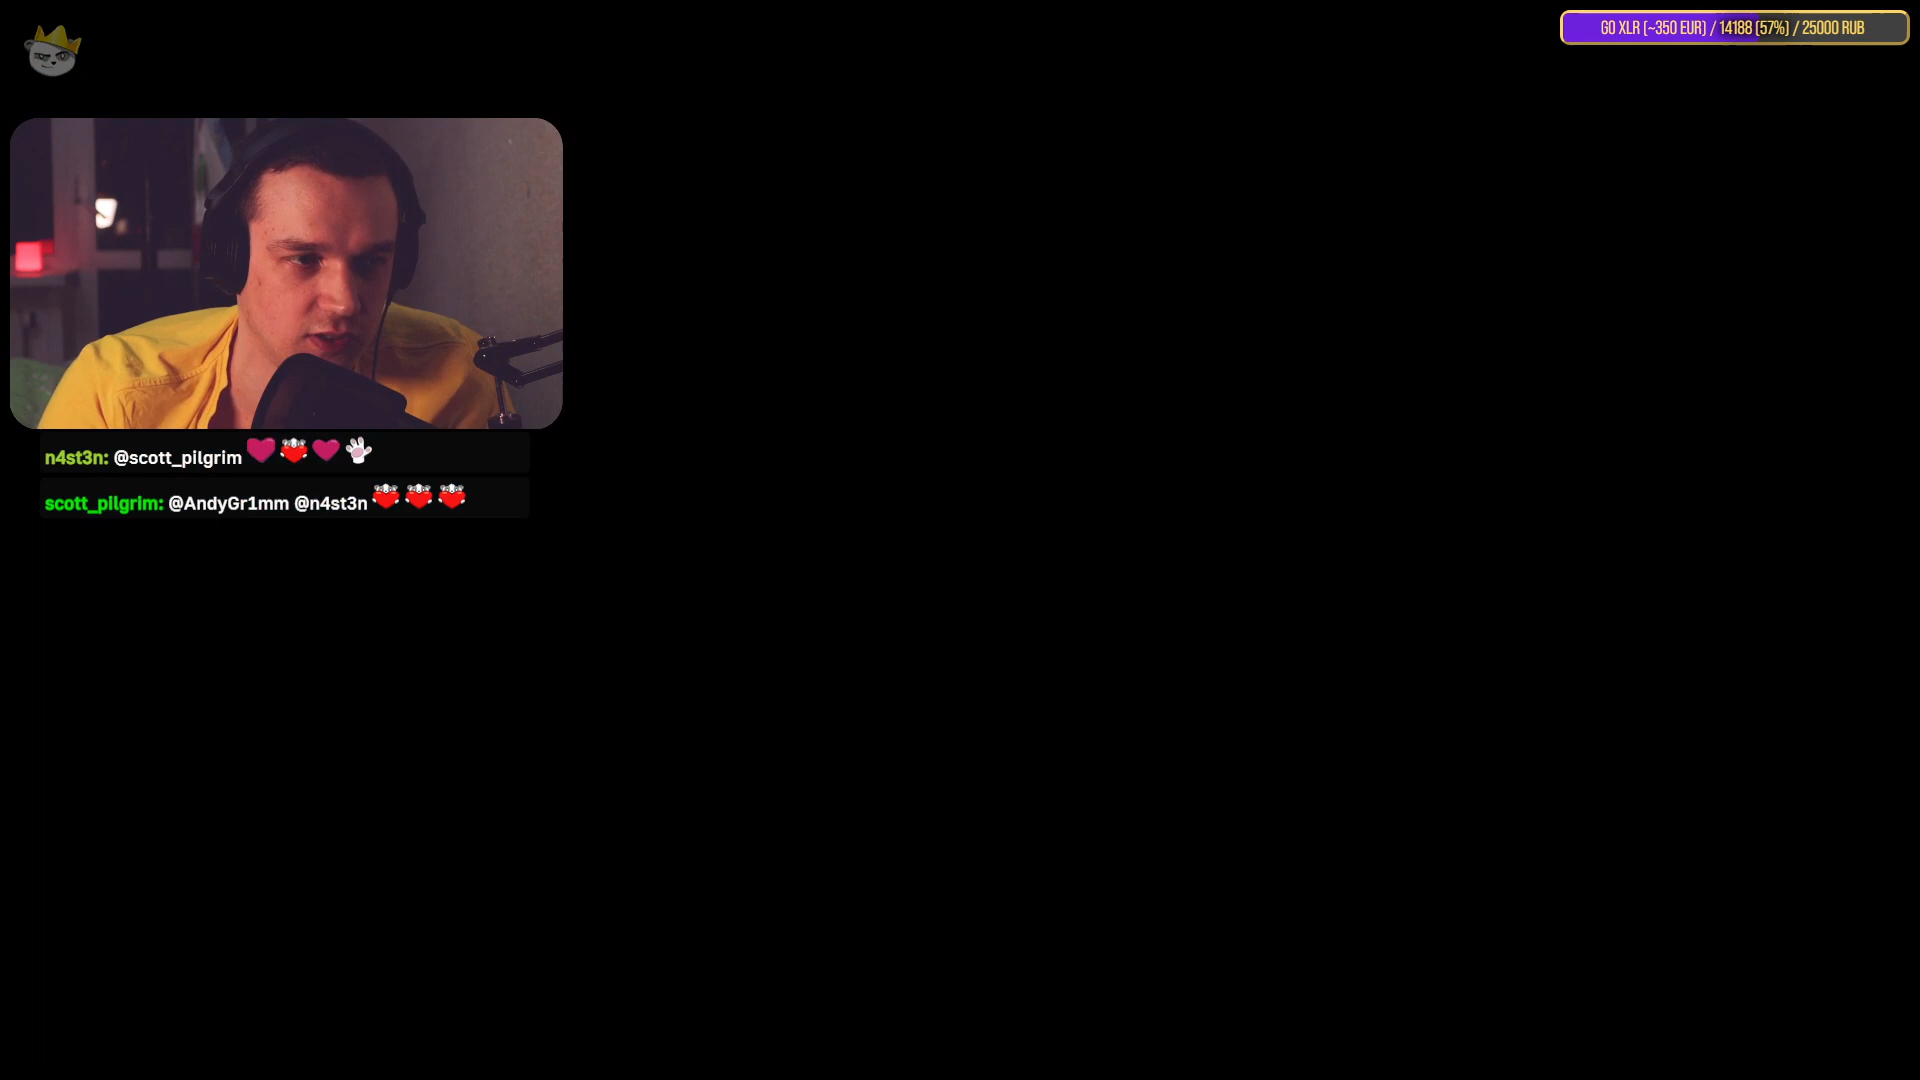 GO XLR (~350 EUR) / 14188 (57%) / 25000 RUB
n4st3n: @scott_pilgrim
scott_pilgrim: @AndyGr1mm @n4st3n